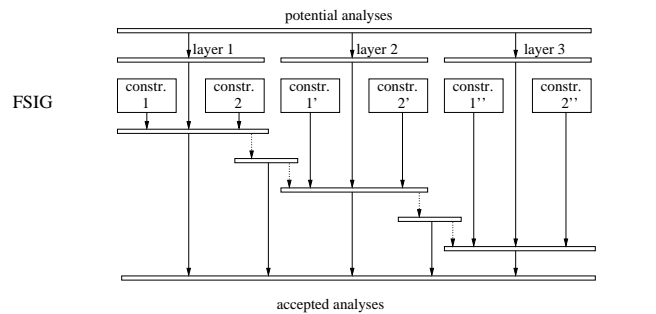 potential analyses
layer 1
layer 2
layer 3
FSIG
constr.
1
constr.
2
constr.
1'
constr.
2'
constr.
1''
constr.
2''
accepted analyses